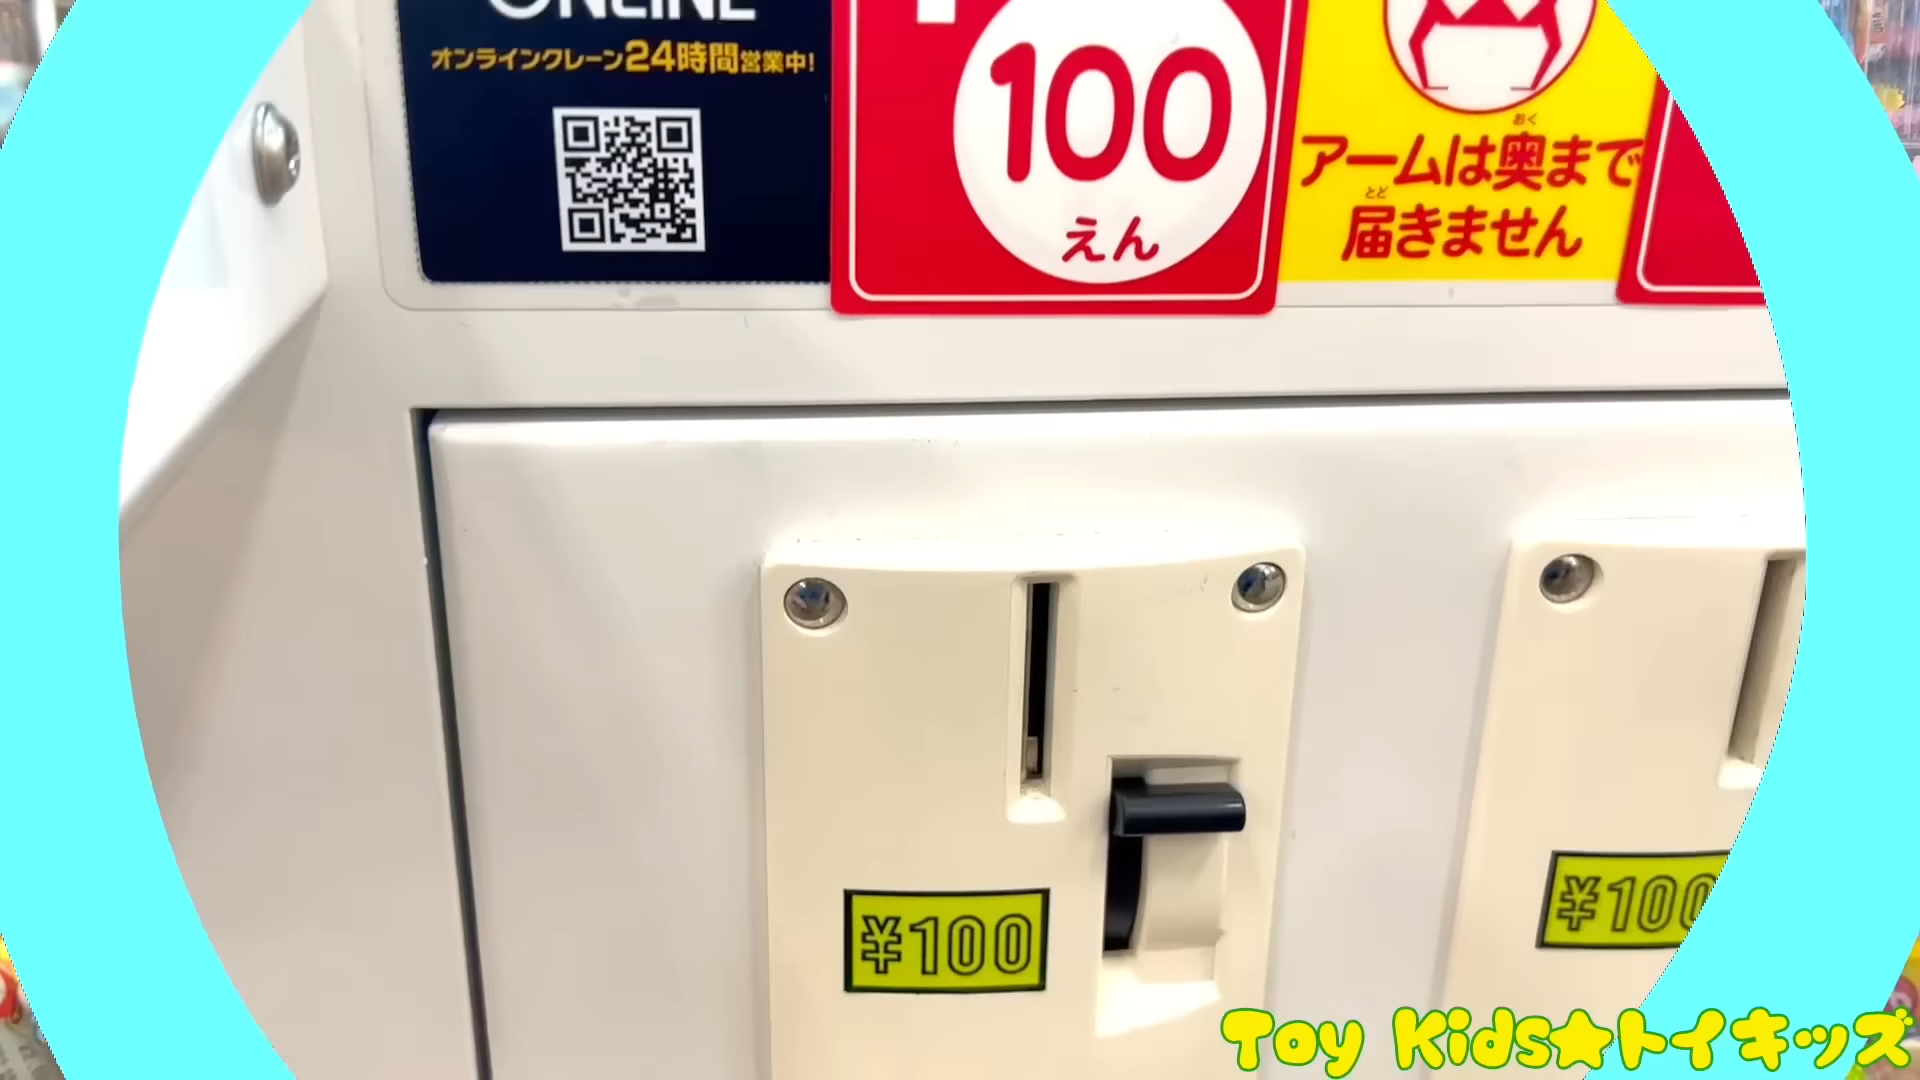 ONLINE
オンラインクレーン24時間営業中!
100
えん
おく
アームは奥まで
とど
届きません
¥100
¥100
Toy Kids★トイキッズ